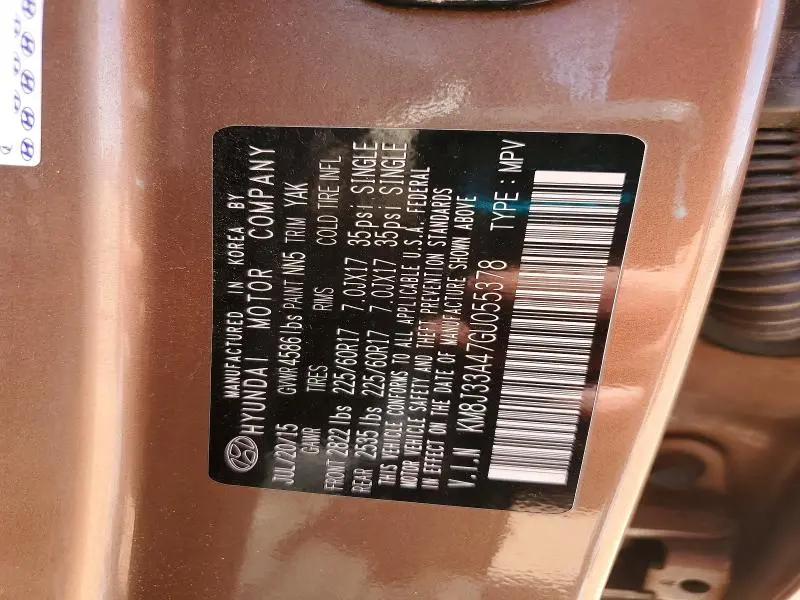 MANUFACTURED IN KOREA BY
HYUNDAI MOTOR COMPANY
JUL/20/15 GVWR 4586 lbs PAINT NN5 TRIM YAK
GAWR TIRES RIMS COLD TIRE INFL
FRONT 2822 lbs 225/60R17 7.0JX17 35psi SINGLE
REAR 2535 lbs 225/60R17 7.0JX17 35psi SINGLE
THIS VEHICLE CONFORMS TO ALL APPLICABLE U.S.A. FEDERAL
MOTOR VEHICLE SAFETY AND THEFT PREVENTION STANDARDS
IN EFFECT ON THE DATE OF MANUFACTURE SHOWN ABOVE
V.I.N KM8J33A47GU055378 TYPE : MPV